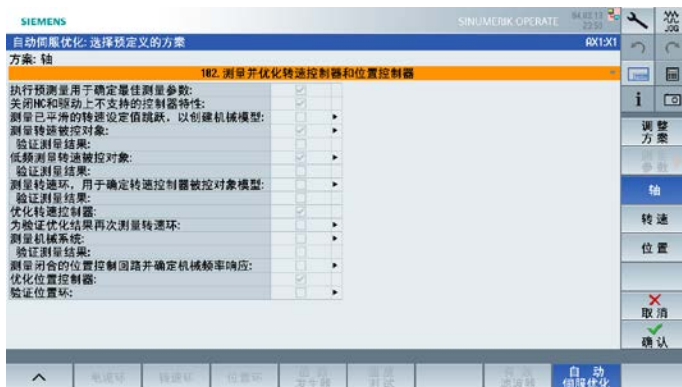 SIEMENS
SINUMERIK OPERATE
JOG
自动伺服优化: 选择预定义的方案
AX1:X1
方案: 轴
102. 测量并优化转速控制器和位置控制器
执行预测量用于确定最佳测量参数:
关闭NC和驱动上不支持的控制器特性:
测量已平滑的转速设定值跳跃, 以创建机械模型:
测量转速被控对象:
验证测量结果:
低频测量转速被控对象:
验证测量结果:
测量转速环, 用于确定转速控制器被控对象模型:
验证测量结果:
优化转速控制器:
为验证优化结果再次测量转速环:
测量机械系统:
验证测量结果:
测量闭合的位置控制回路并确定机械频率响应:
优化位置控制器:
验证位置环:
调整
方案
轴
转速
位置
取消
确认
电流环
转速环
位置环
自动
伺服优化